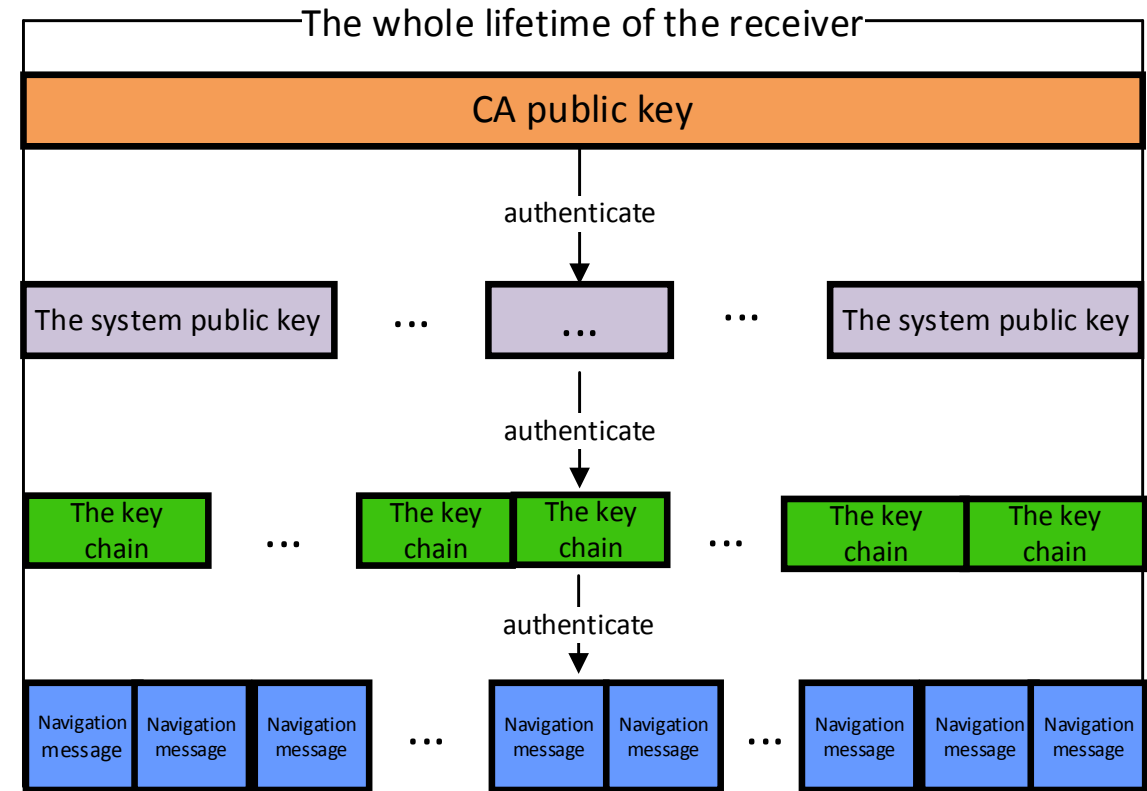 The whole lifetime of the receiver
CA public key
authenticate
The system public key
...
...
...
The system public key
authenticate
The key
chain
...
The key
chain
The key
chain
...
The key
chain
The key
chain
authenticate
Navigation
message
Navigation
message
Navigation
message
...
Navigation
message
Navigation
message
...
Navigation
message
Navigation
message
Navigation
message